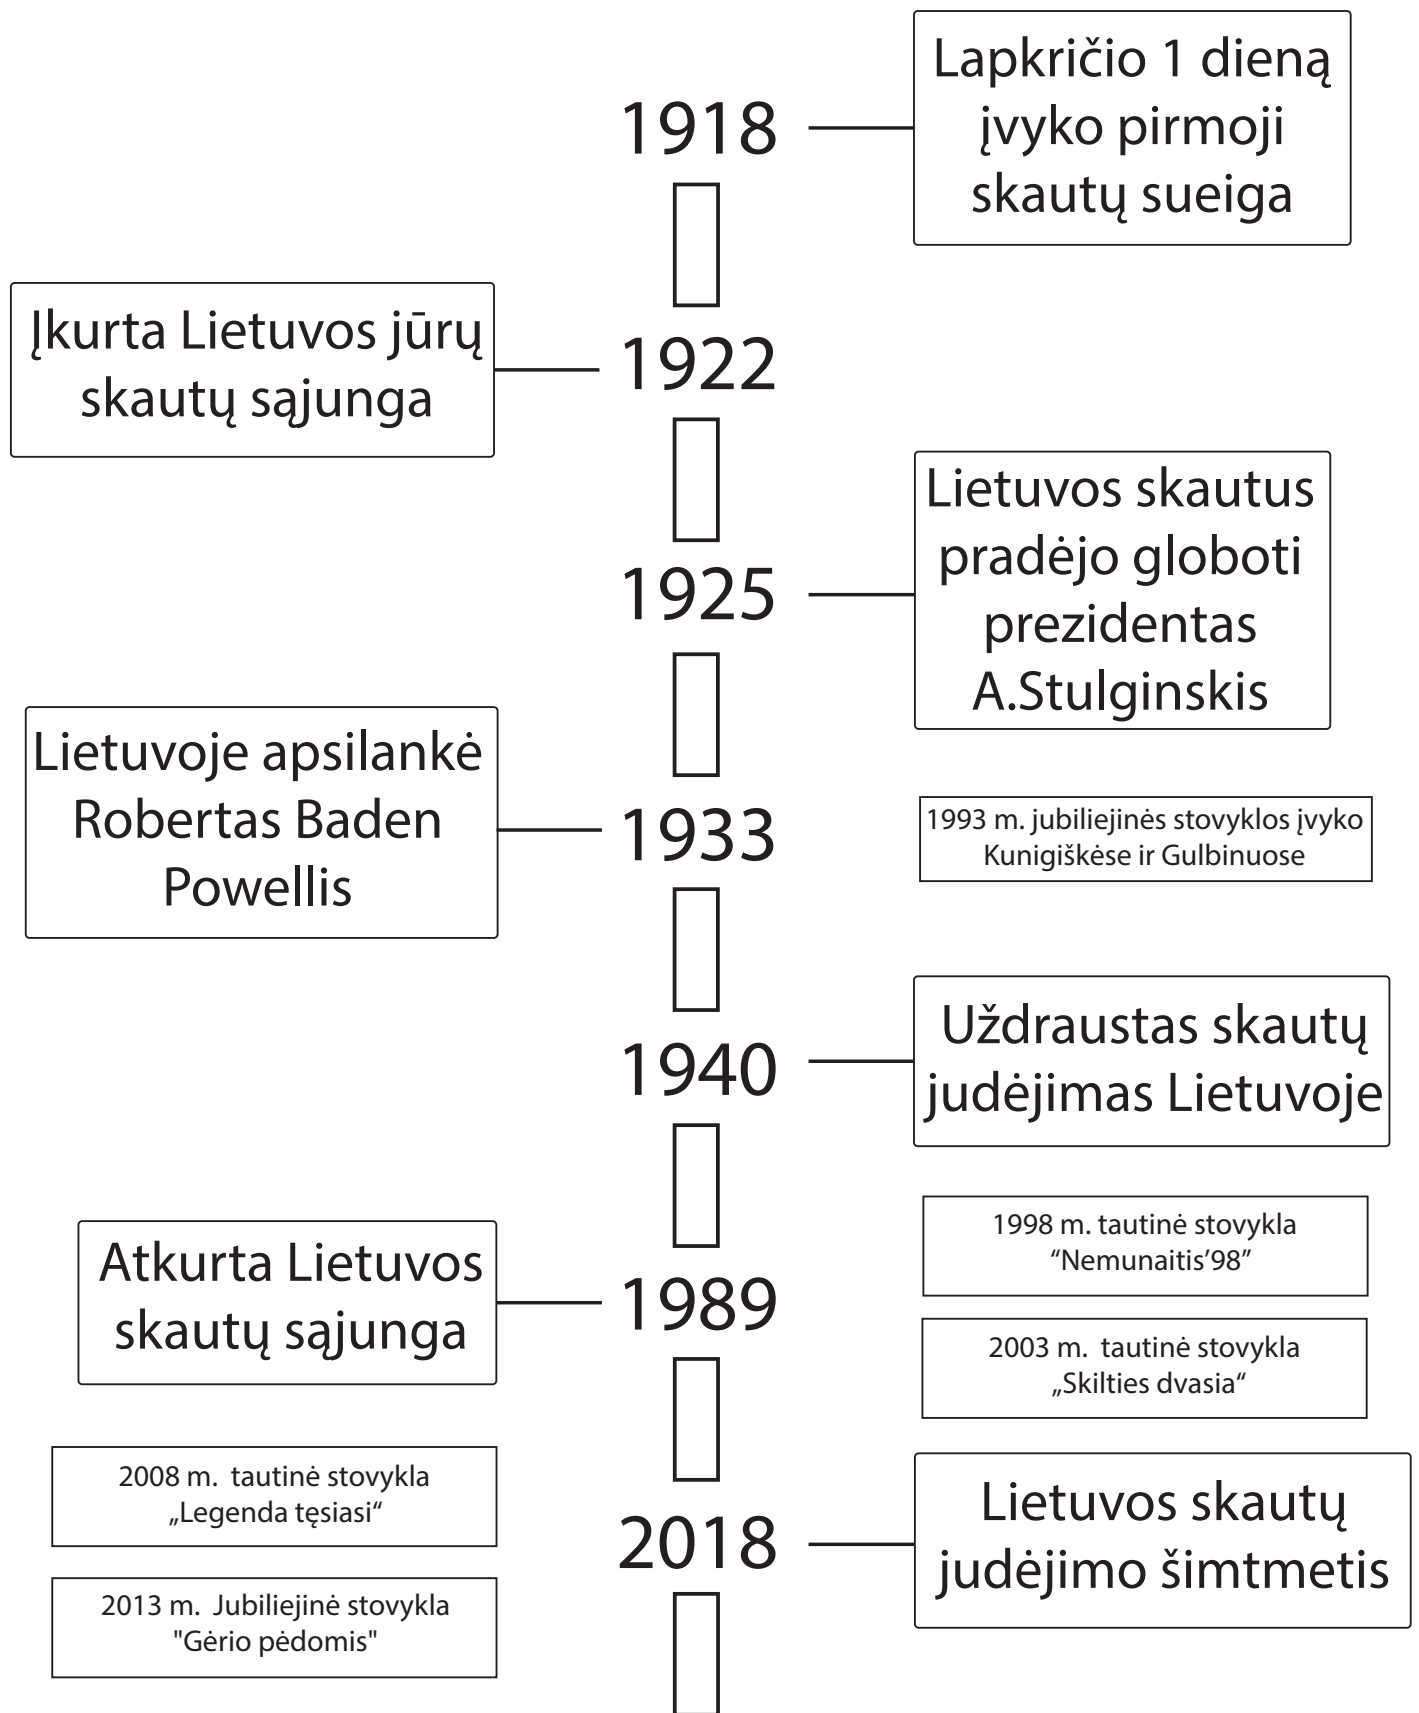 1918
Lapkričio 1 dieną
įvyko pirmoji
skautų sueiga
Įkurta Lietuvos jūrų
skautų sąjunga
1922
1925
Lietuvos skautus
pradėjo globoti
prezidentas
A.Stulginskis
Lietuvoje apsilankė
Robertas Baden
Powellis
1933
1993 m. jubiliejinės stovyklos įvyko
Kunigiškėse ir Gulbinuose
1940
Uždraustas skautų
judėjimas Lietuvoje
Atkurta Lietuvos
skautų sąjunga
1989
1998 m. tautinė stovykla
“Nemunaitis’98”
2003 m. tautinė stovykla
„Skilties dvasia“
2008 m. tautinė stovykla
„Legenda tęsiasi“
2013 m. Jubiliejinė stovykla
"Gėrio pėdomis"
2018
Lietuvos skautų
judėjimo šimtmetis